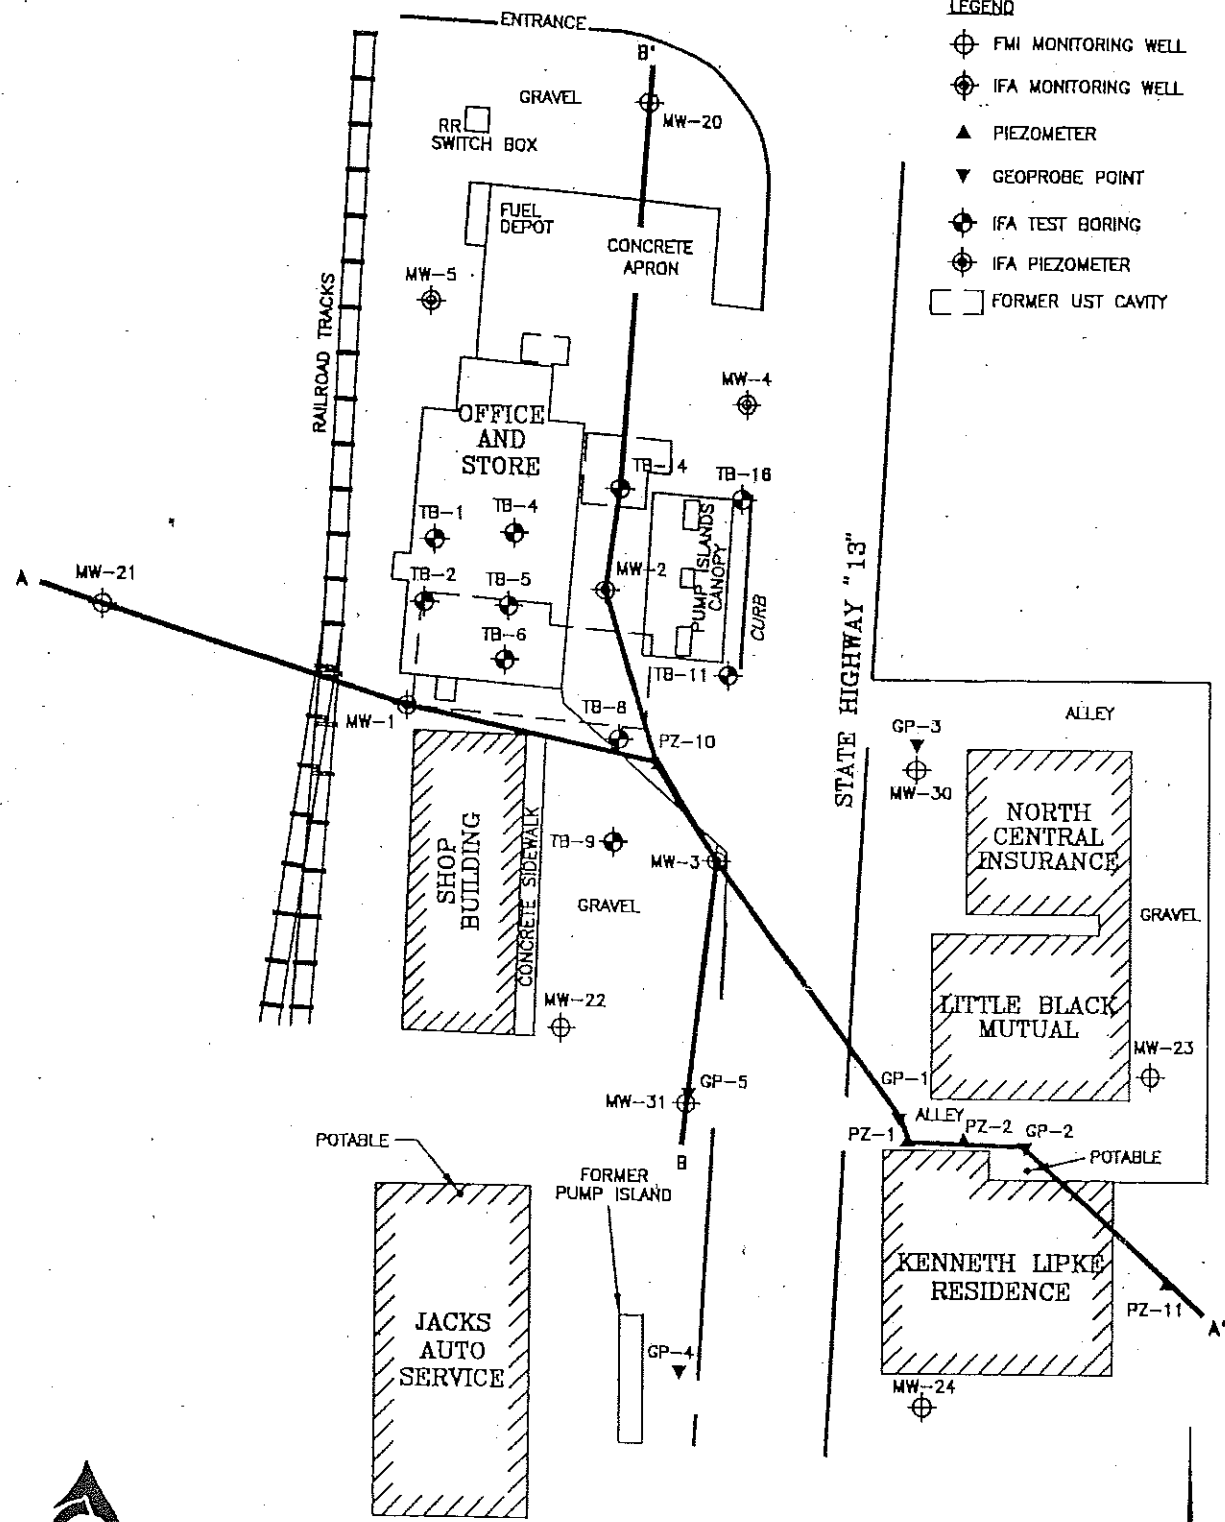 LEGEND
FMI MONITORING WELL
IFA MONITORING WELL
PIEZOMETER
GEOPROBE POINT
IFA TEST BORING
IFA PIEZOMETER
FORMER UST CAVITY
ENTRANCE
B'
GRAVEL
MW-20
RR
SWITCH BOX
FUEL
DEPOT
CONCRETE
APRON
MW-5
RAILROAD TRACKS
MW-4
OFFICE
AND
STORE
TB-14
TB-16
TB-1
TB-4
PUMP ISLANDS
CANOPY
CURB
STATE HIGHWAY "13"
A
MW-21
TB-2
TB-5
MW-2
TB-6
TB-11
MW-1
TB-8
PZ-10
ALLEY
GP-3
MW-30
NORTH
CENTRAL
INSURANCE
SHOP
BUILDING
CONCRETE SIDEWALK
TB-9
MW-3
GRAVEL
GRAVEL
LITTLE BLACK
MUTUAL
MW-22
MW-23
GP-5
MW-31
GP-1
ALLEY
PZ-1
PZ-2
GP-2
POTABLE
POTABLE
B
FORMER
PUMP ISLAND
KENNETH LIPKE
RESIDENCE
PZ-11
A'
JACKS
AUTO
SERVICE
GP-4
MW-24